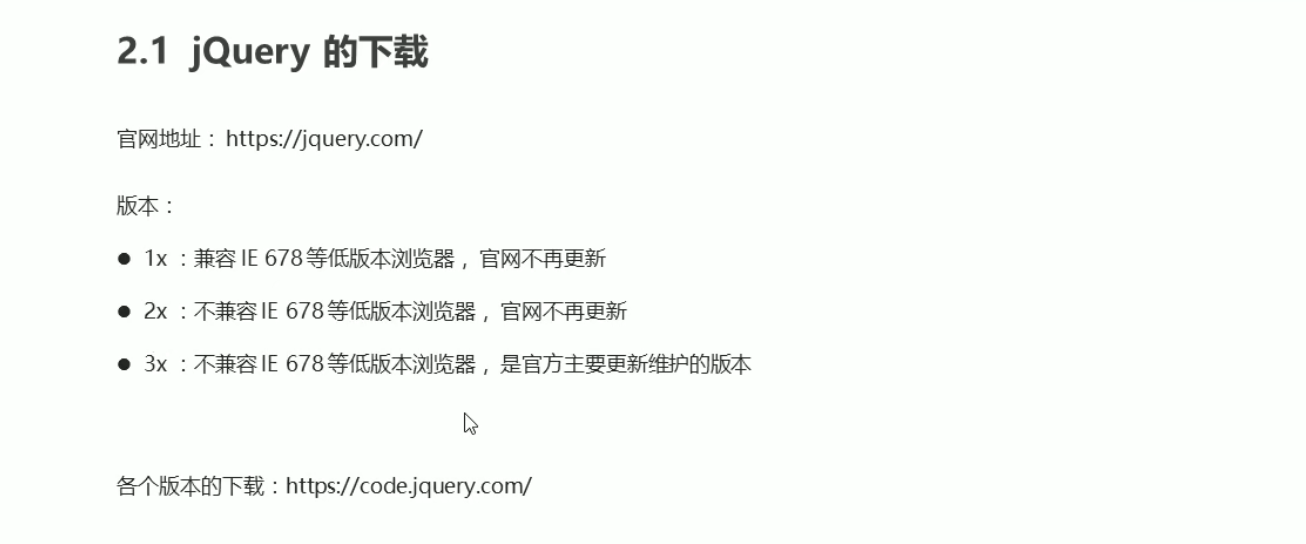 2.1 jQuery 的下载
官网地址： https://jquery.com/
版本：
● 1x ：兼容 IE 678 等低版本浏览器， 官网不再更新
● 2x ：不兼容 IE 678 等低版本浏览器， 官网不再更新
● 3x ：不兼容 IE 678 等低版本浏览器， 是官方主要更新维护的版本
各个版本的下载：https://code.jquery.com/